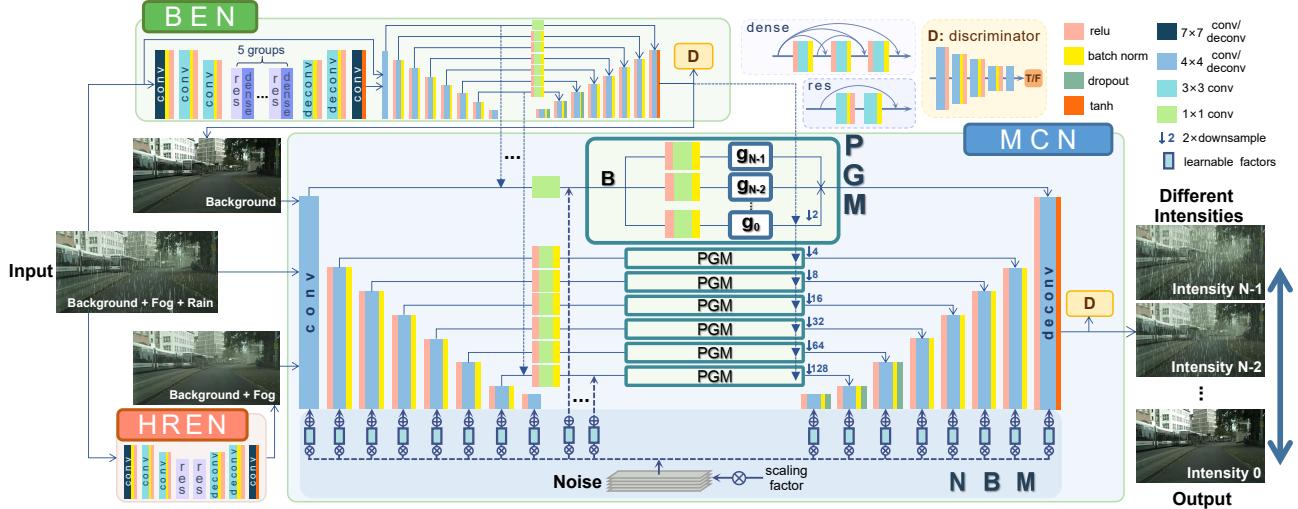 BEN
5 groups
conv
conv
conv
res
dense
...
res
dense
deconv
deconv
conv
D
dense
res
D: discriminator
T/F
relu
batch norm
dropout
tanh
7×7 conv/deconv
4×4 conv/deconv
3×3 conv
1×1 conv
↓2 2×downsample
learnable factors
Input
Background
Background + Fog + Rain
Background + Fog
HREN
conv
conv
conv
res
res
deconv
deconv
conv
MCN
conv
...
B
g_N-1
g_N-2
g_0
PGM
↓2
PGM
↓4
PGM
↓8
PGM
↓16
PGM
↓32
PGM
↓64
PGM
↓128
...
deconv
D
Noise
scaling
factor
NBM
Different
Intensities
Intensity N-1
Intensity N-2
...
Intensity 0
Output